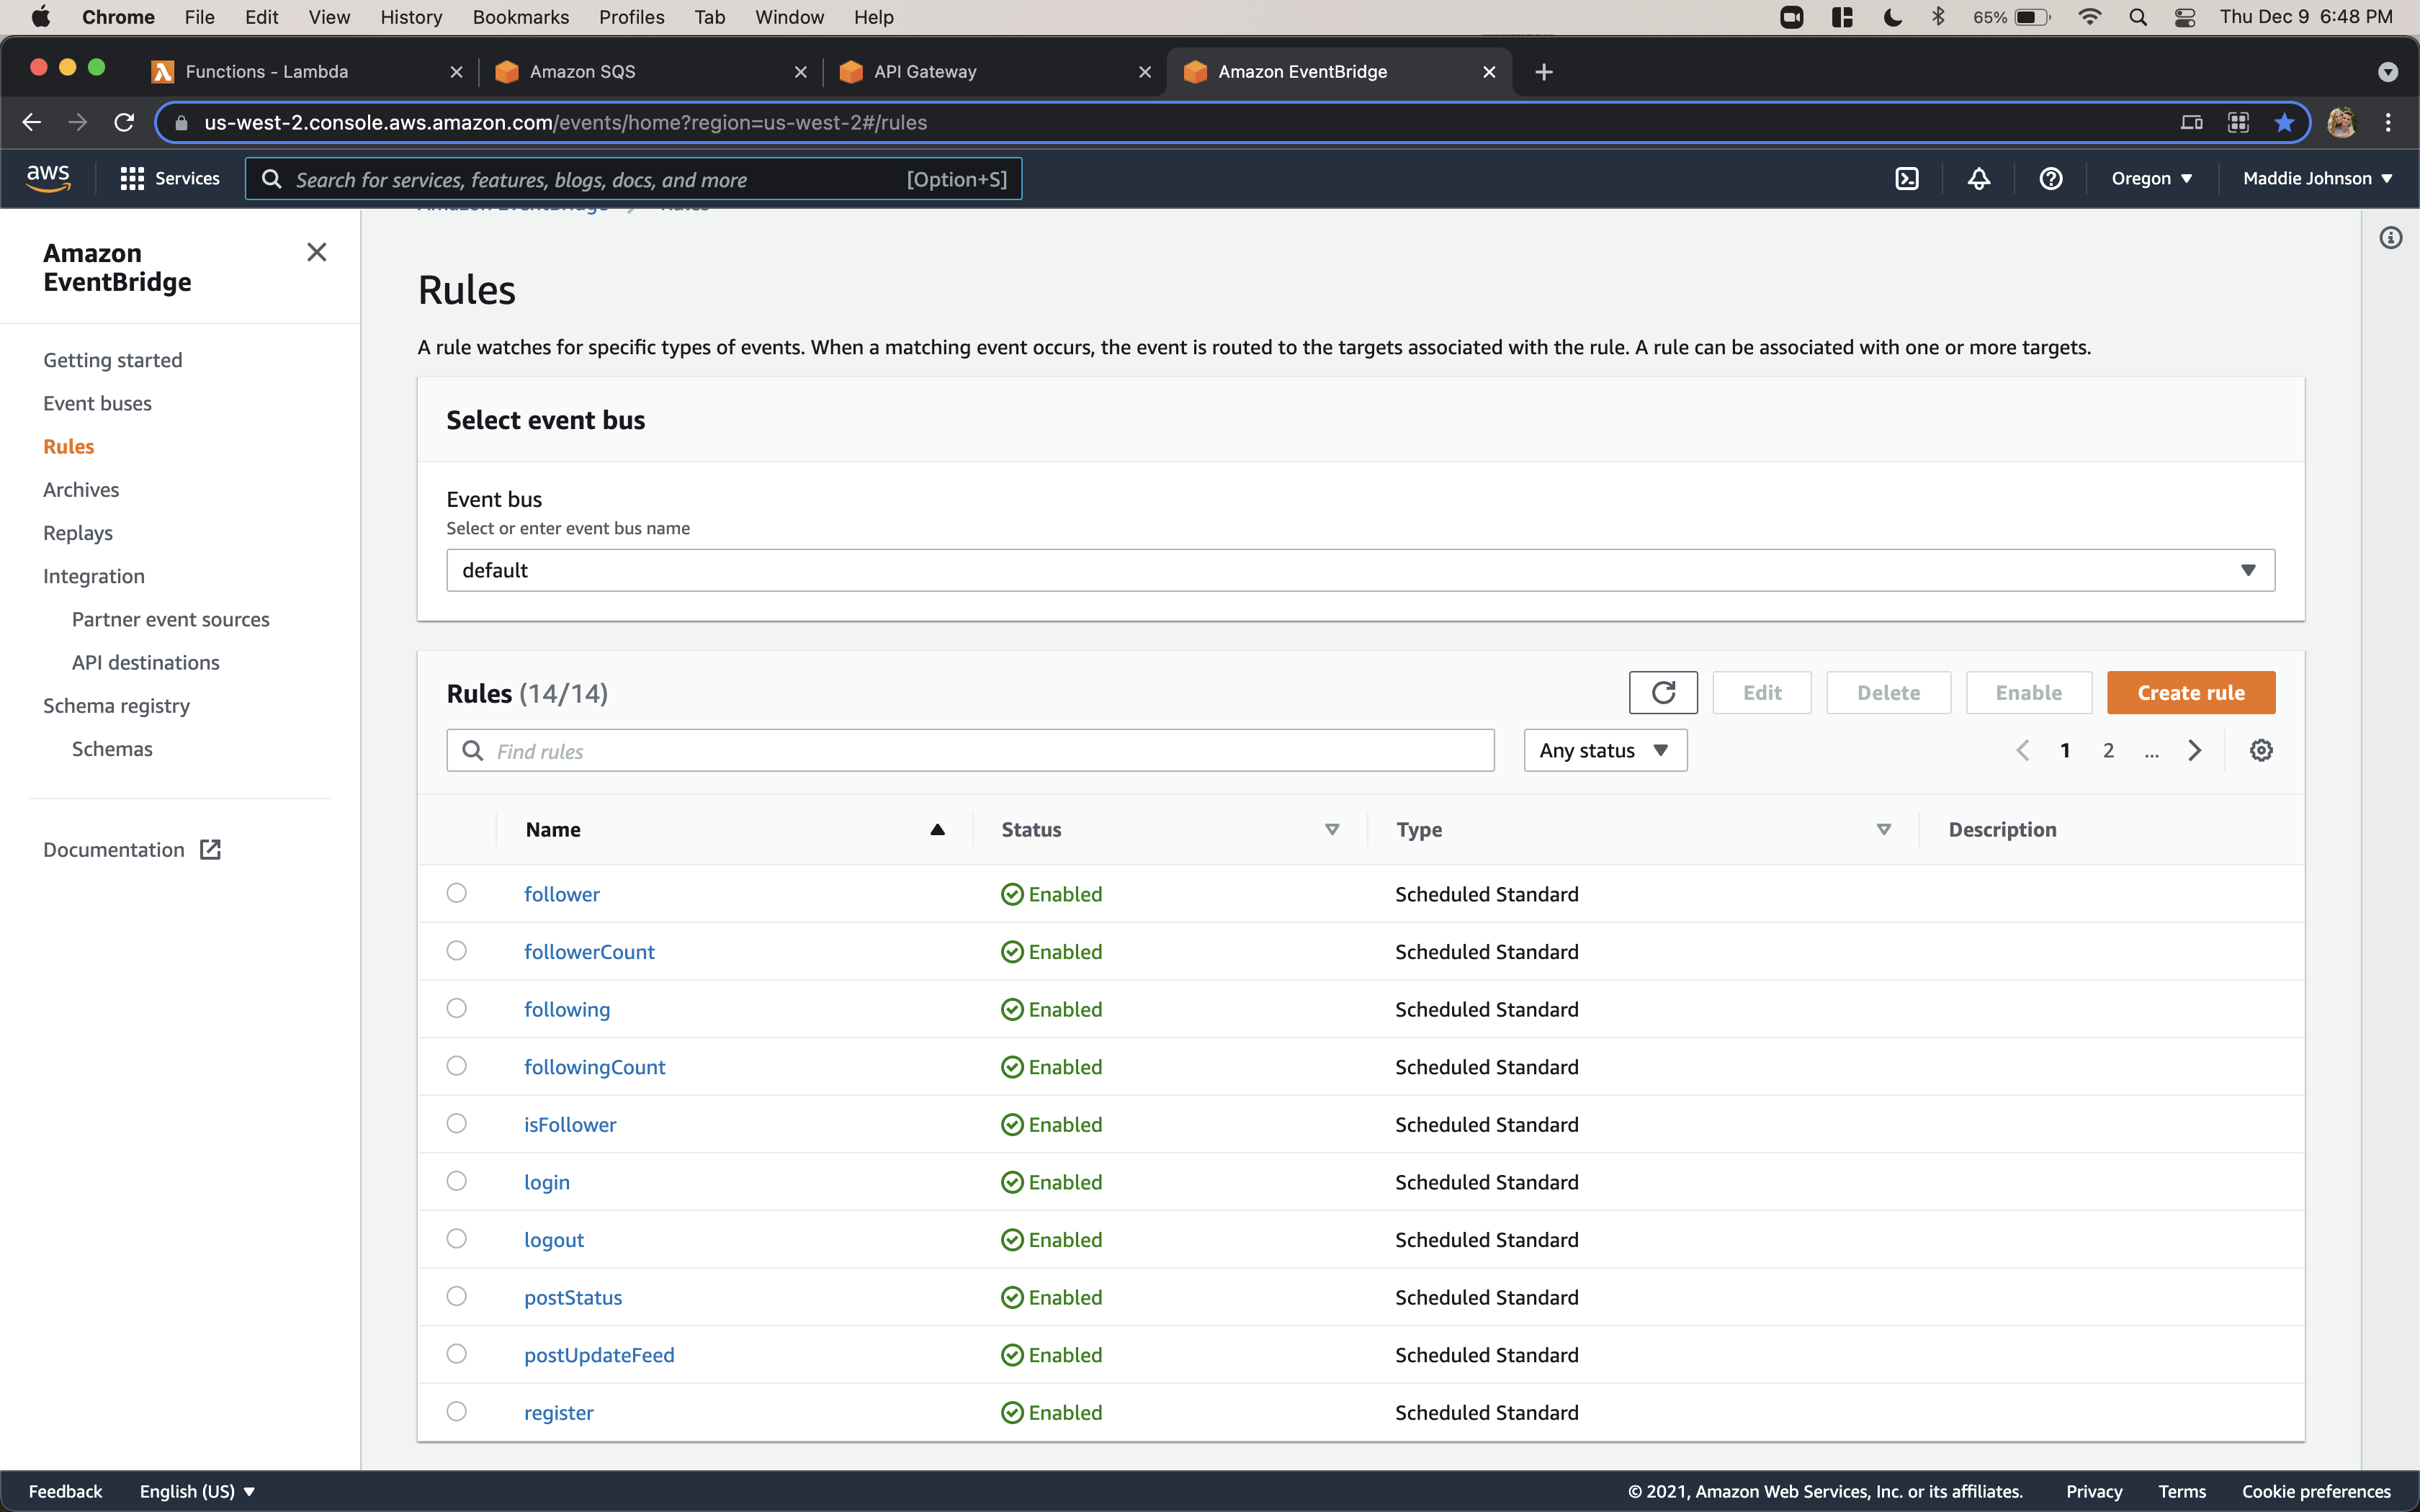 Chrome File Edit View History Bookmarks Profiles Tab Window Help 65% Thu Dec 9 6:48 PM
Functions - Lambda Amazon SQS API Gateway Amazon EventBridge
us-west-2.console.aws.amazon.com/events/home?region=us-west-2#/rules
aws Services Search for services, features, blogs, docs, and more [Option+S] Oregon Maddie Johnson
Amazon EventBridge Rules
Amazon
EventBridge
Getting started
Event buses
Rules
Archives
Replays
Integration
Partner event sources
API destinations
Schema registry
Schemas
Documentation
Rules
A rule watches for specific types of events. When a matching event occurs, the event is routed to the targets associated with the rule. A rule can be associated with one or more targets.
Select event bus
Event bus
Select or enter event bus name
default
Rules (14/14) Edit Delete Enable Create rule
Find rules Any status 1 2 ...
Name Status Type Description
follower Enabled Scheduled Standard
followerCount Enabled Scheduled Standard
following Enabled Scheduled Standard
followingCount Enabled Scheduled Standard
isFollower Enabled Scheduled Standard
login Enabled Scheduled Standard
logout Enabled Scheduled Standard
postStatus Enabled Scheduled Standard
postUpdateFeed Enabled Scheduled Standard
register Enabled Scheduled Standard
Feedback English (US) © 2021, Amazon Web Services, Inc. or its affiliates. Privacy Terms Cookie preferences